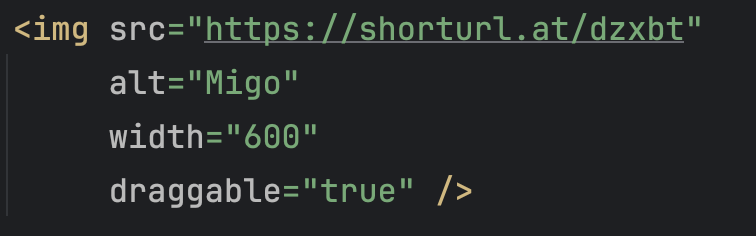 <img src="https://shorturl.at/dzxbt"
alt="Migo"
width="600"
draggable="true" />